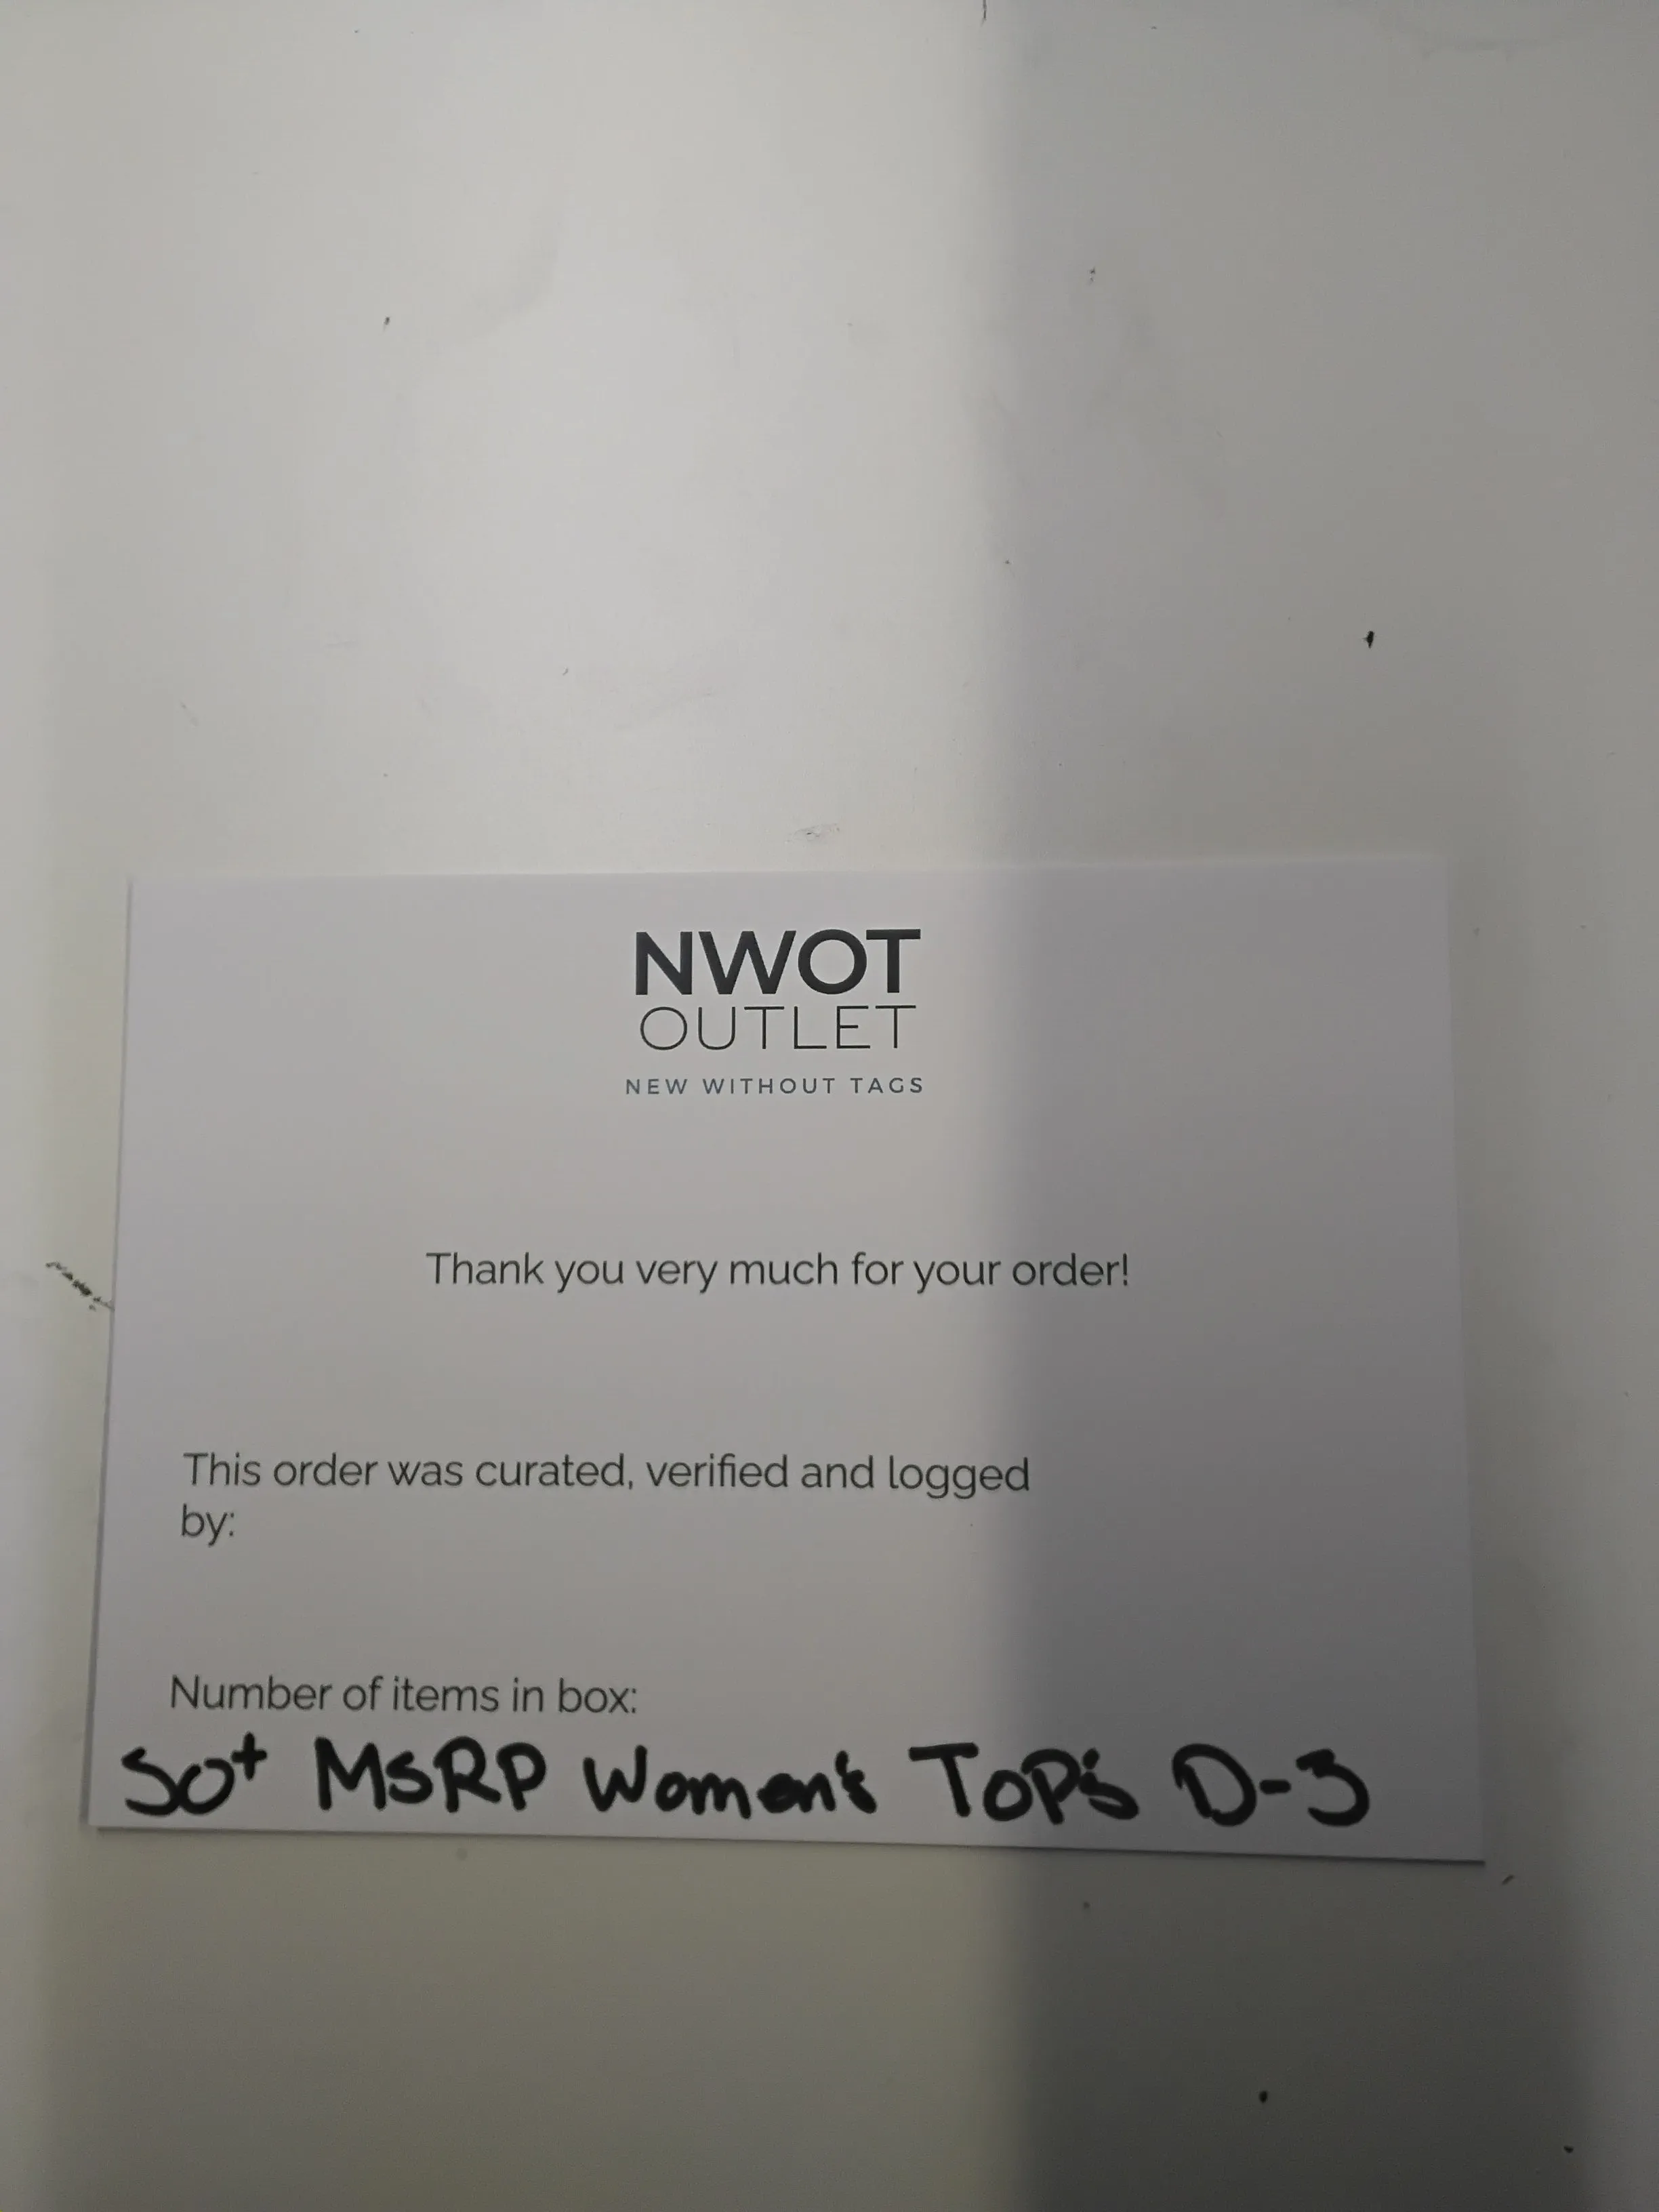 NWOT
OUTLET
NEW WITHOUT TAGS
Thank you very much for your order!
This order was curated, verified and logged
by:
Number of items in box:
50+ MSRP Women's TOP's D-3